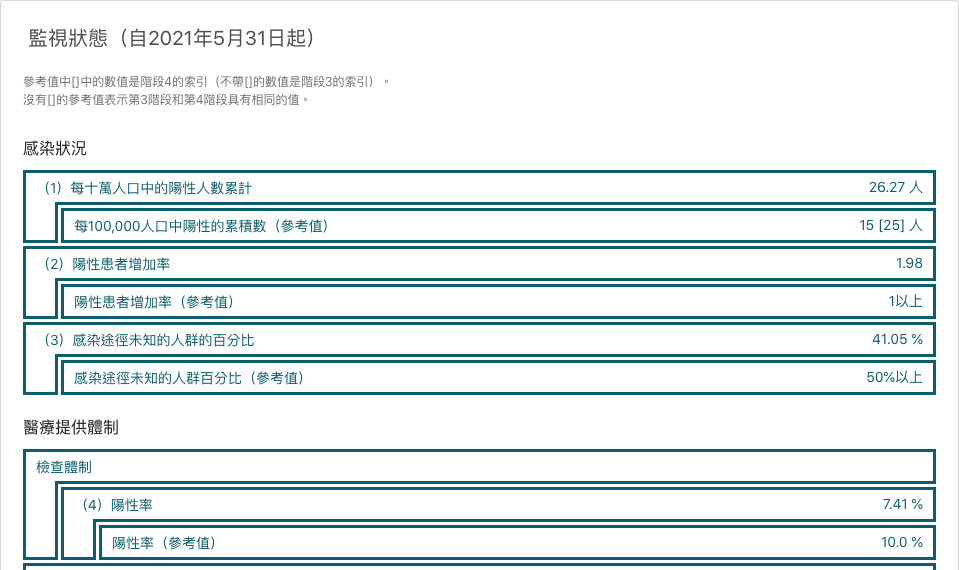 監視狀態（自2021年5月31日起）
參考值中[]中的數值是階段4的索引（不帶[]的數值是階段3的索引）。
沒有[]的參考值表示第3階段和第4階段具有相同的值。
感染狀況
(1) 每十萬人口中的陽性人數累計 26.27 人
每100,000人口中陽性的累積數（參考值） 15 [25] 人
(2) 陽性患者增加率 1.98
陽性患者增加率（參考值） 1以上
(3) 感染途徑未知的人群的百分比 41.05 %
感染途徑未知的人群百分比（參考值） 50%以上
醫療提供體制
檢查體制
(4) 陽性率 7.41 %
陽性率（參考值） 10.0 %